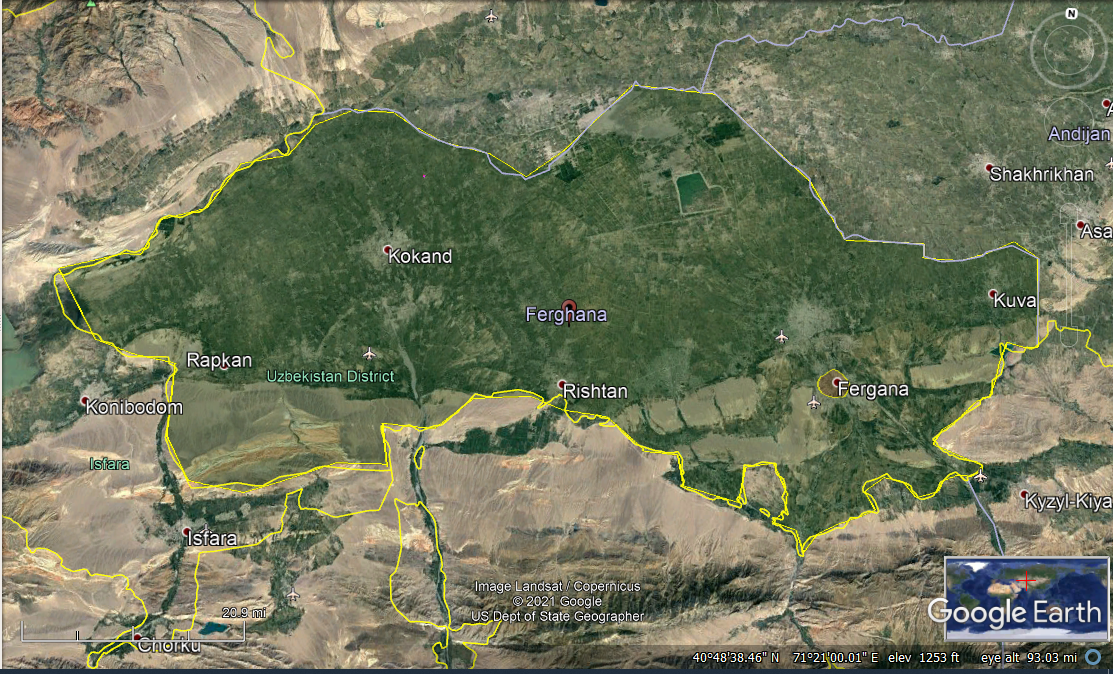 N
Andijan
Shakhrikhan
Asa
Kokand
Kuva
Ferghana
Rapkan
Uzbekistan District
Rishtan
Fergana
Konibodom
Isfara
Kyzyl-Kiya
Isfara
Image Landsat / Copernicus
© 2021 Google
US Dept of State Geographer
Google Earth
20.9 mi
Chorku
40°48'38.46" N 71°21'00.01" E elev 1253 ft eye alt 93.03 mi